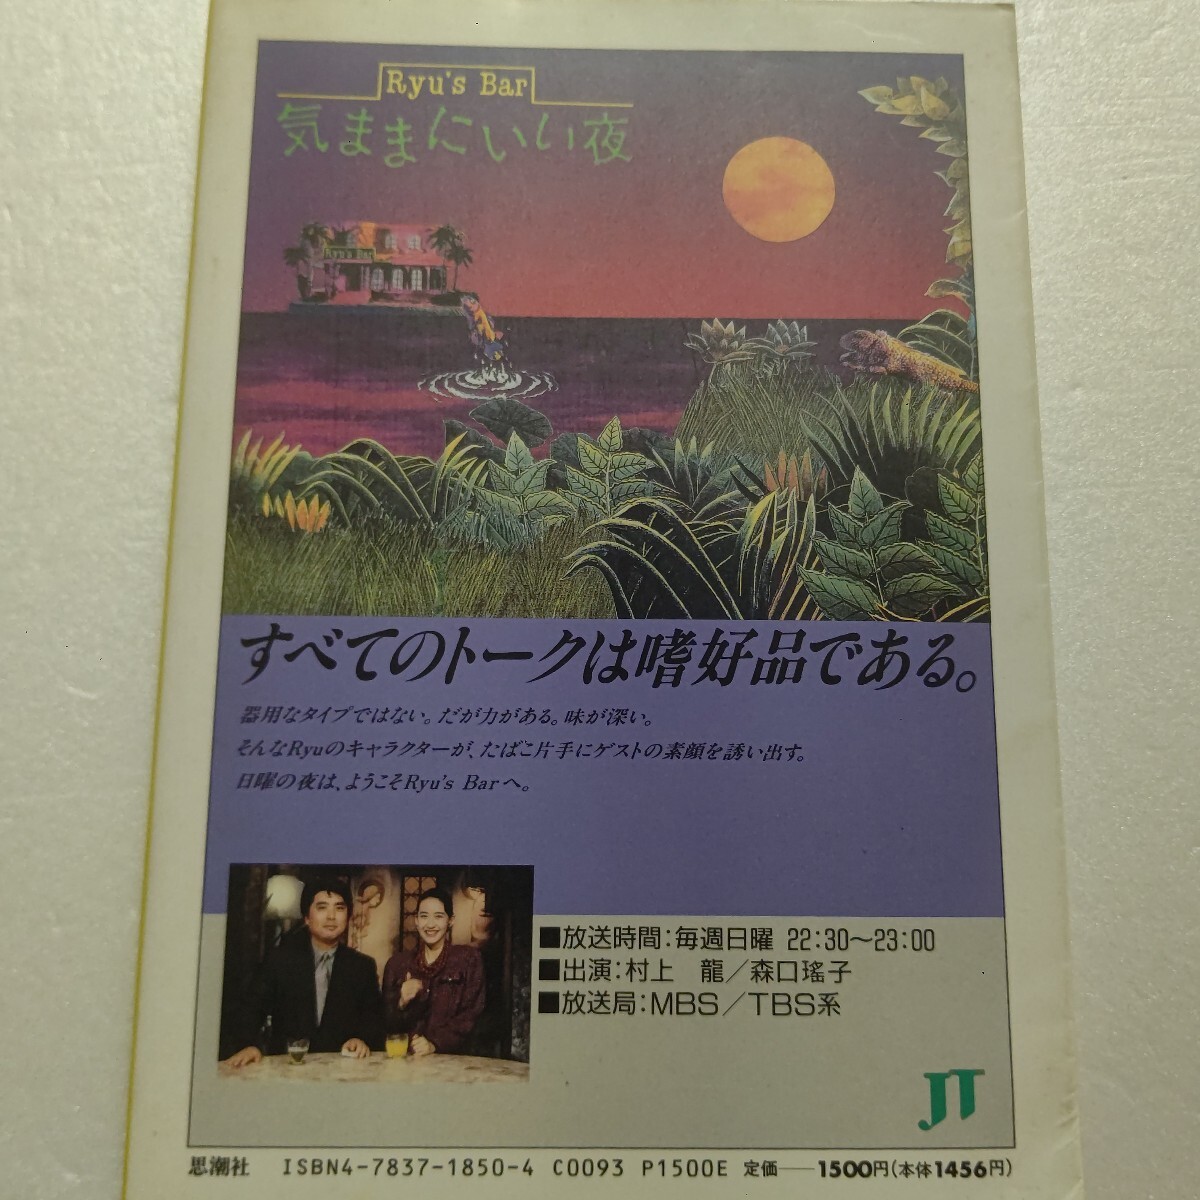 Ryu's Bar
気ままにいい夜
Ryu's Bar
すべてのトークは嗜好品である。
器用なタイプではない。だが力がある。味が深い。
そんなRyuのキャラクターが、たばこ片手にゲストの素顔を誘い出す。
日曜の夜は、ようこそRyu's Barへ。
■放送時間：毎週日曜 22：30〜23：00
■出演：村上 龍／森口瑤子
■放送局：MBS／TBS系
JT
思潮社 ISBN4-7837-1850-4 C0093 P1500E 定価──1500円（本体1456円）